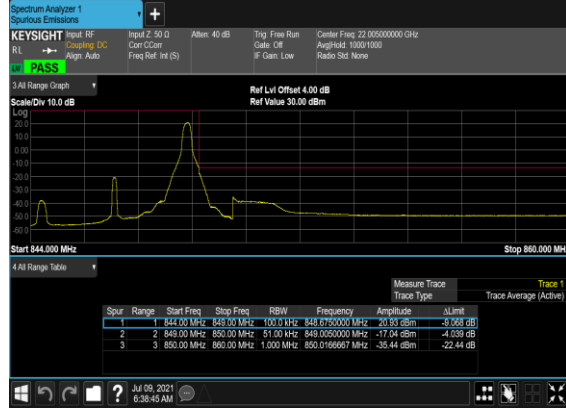 Spectrum Analyzer 1
Spurious Emissions
KEYSIGHT Input: RF Input Z: 50 Ω Atten: 40 dB Trig: Free Run Center Freq: 22.005000000 GHz
RL Coupling: DC Corr CCorr Gate: Off Avg|Hold: 1000/1000
Align: Auto Freq Ref: Int (S) IF Gain: Low Radio Std: None
PASS
3 All Range Graph
Ref Lvl Offset 4.00 dB
Scale/Div 10.0 dB Ref Value 30.00 dBm
Log
20.0
10.0
0.00
-10.0
-20.0
-30.0
-40.0
-50.0
-60.0
Start 844.000 MHz Stop 860.000 MH
4 All Range Table
Measure Trace Trace 1
Trace Type Trace Average (Active)
Spur Range Start Freq Stop Freq RBW Frequency Amplitude ΔLimit
1 1 844.00 MHz 849.00 MHz 100.0 kHz 848.6750000 MHz 20.93 dBm -9.068 dB
2 2 849.00 MHz 850.00 MHz 51.00 kHz 849.0050000 MHz -17.04 dBm -4.039 dB
3 3 850.00 MHz 860.00 MHz 1.000 MHz 850.0166667 MHz -35.44 dBm -22.44 dB
? Jul 09, 2021
6:38:45 AM